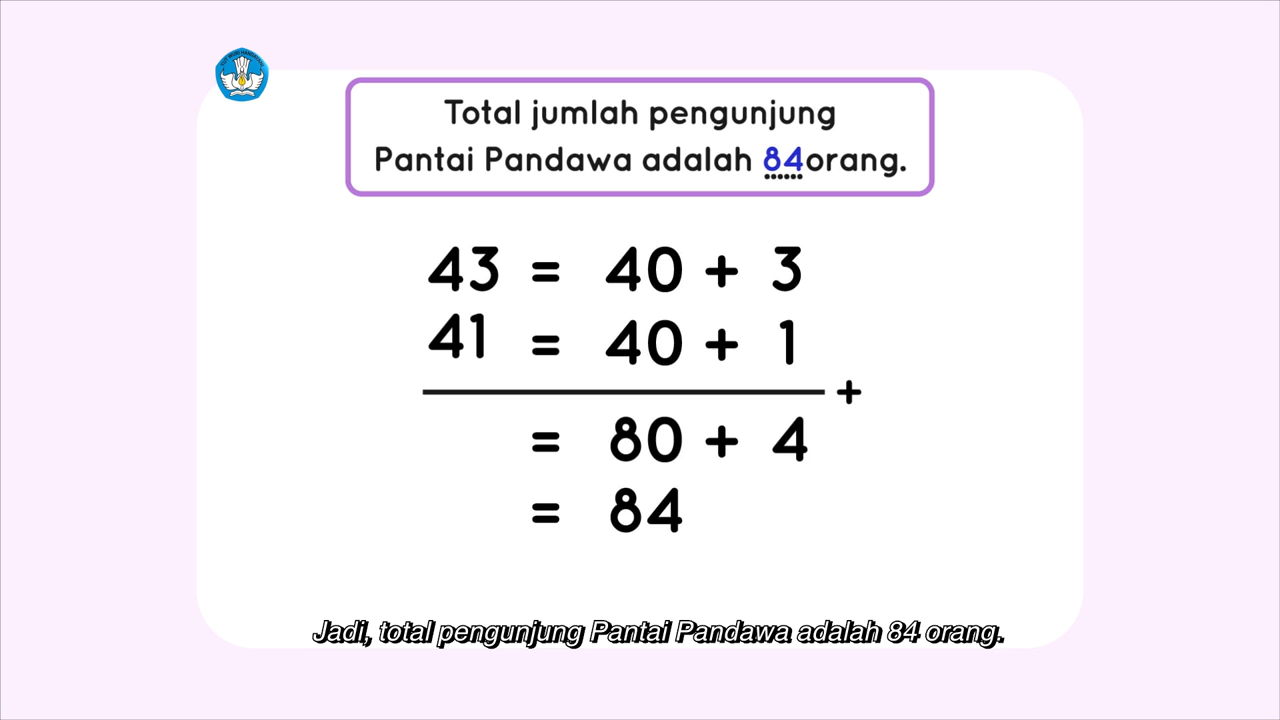 Total jumlah pengunjung
Pantai Pandawa adalah 84orang.
43 = 40 + 3
41 = 40 + 1
+
= 80 + 4
= 84
Jadi, total pengunjung Pantai Pandawa adalah 84 orang.